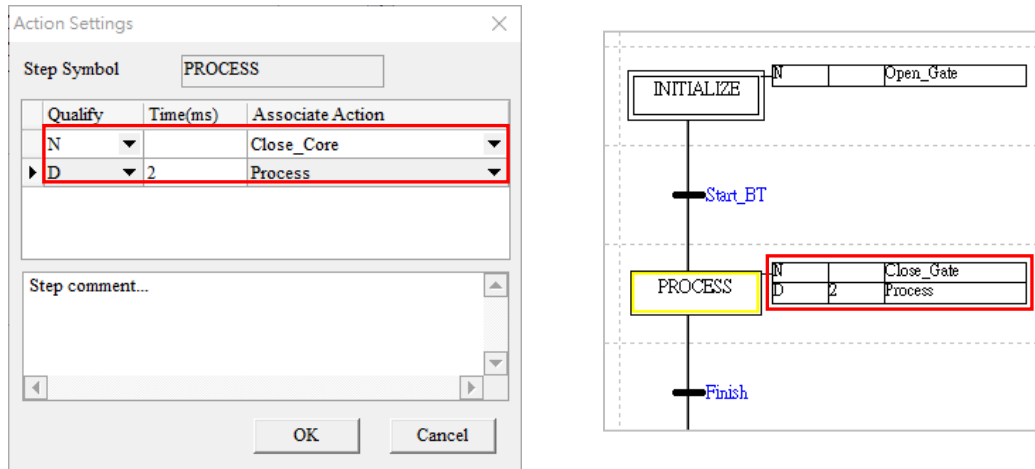 Action Settings
Step Symbol PROCESS
Qualify Time(ms) Associate Action
N Close_Core
D 2 Process
Step comment...
OK Cancel
INITIALIZE N Open_Gate
Start_BT
PROCESS N Close_Gate
D 2 Process
Finish